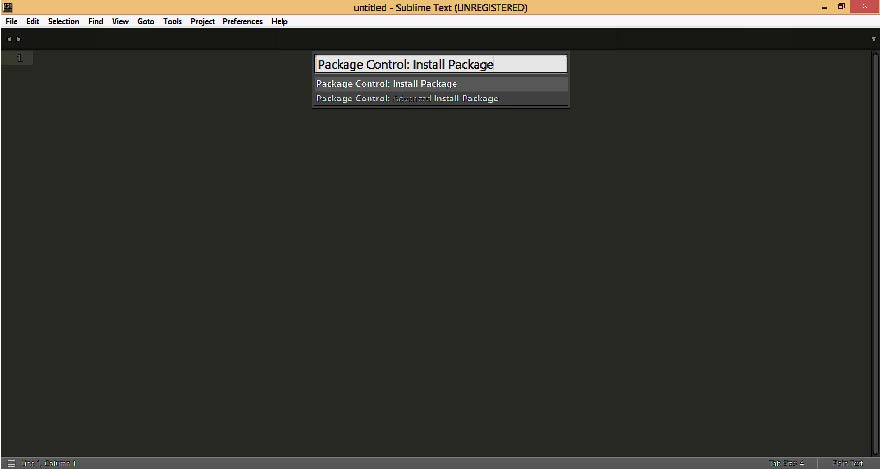 untitled - Sublime Text (UNREGISTERED)
File Edit Selection Find View Goto Tools Project Preferences Help
1
Package Control: Install Package
Package Control: Install Package
Package Control: Advanced Install Package
Line 1, Column 1
Tab Size: 4
Plain Text